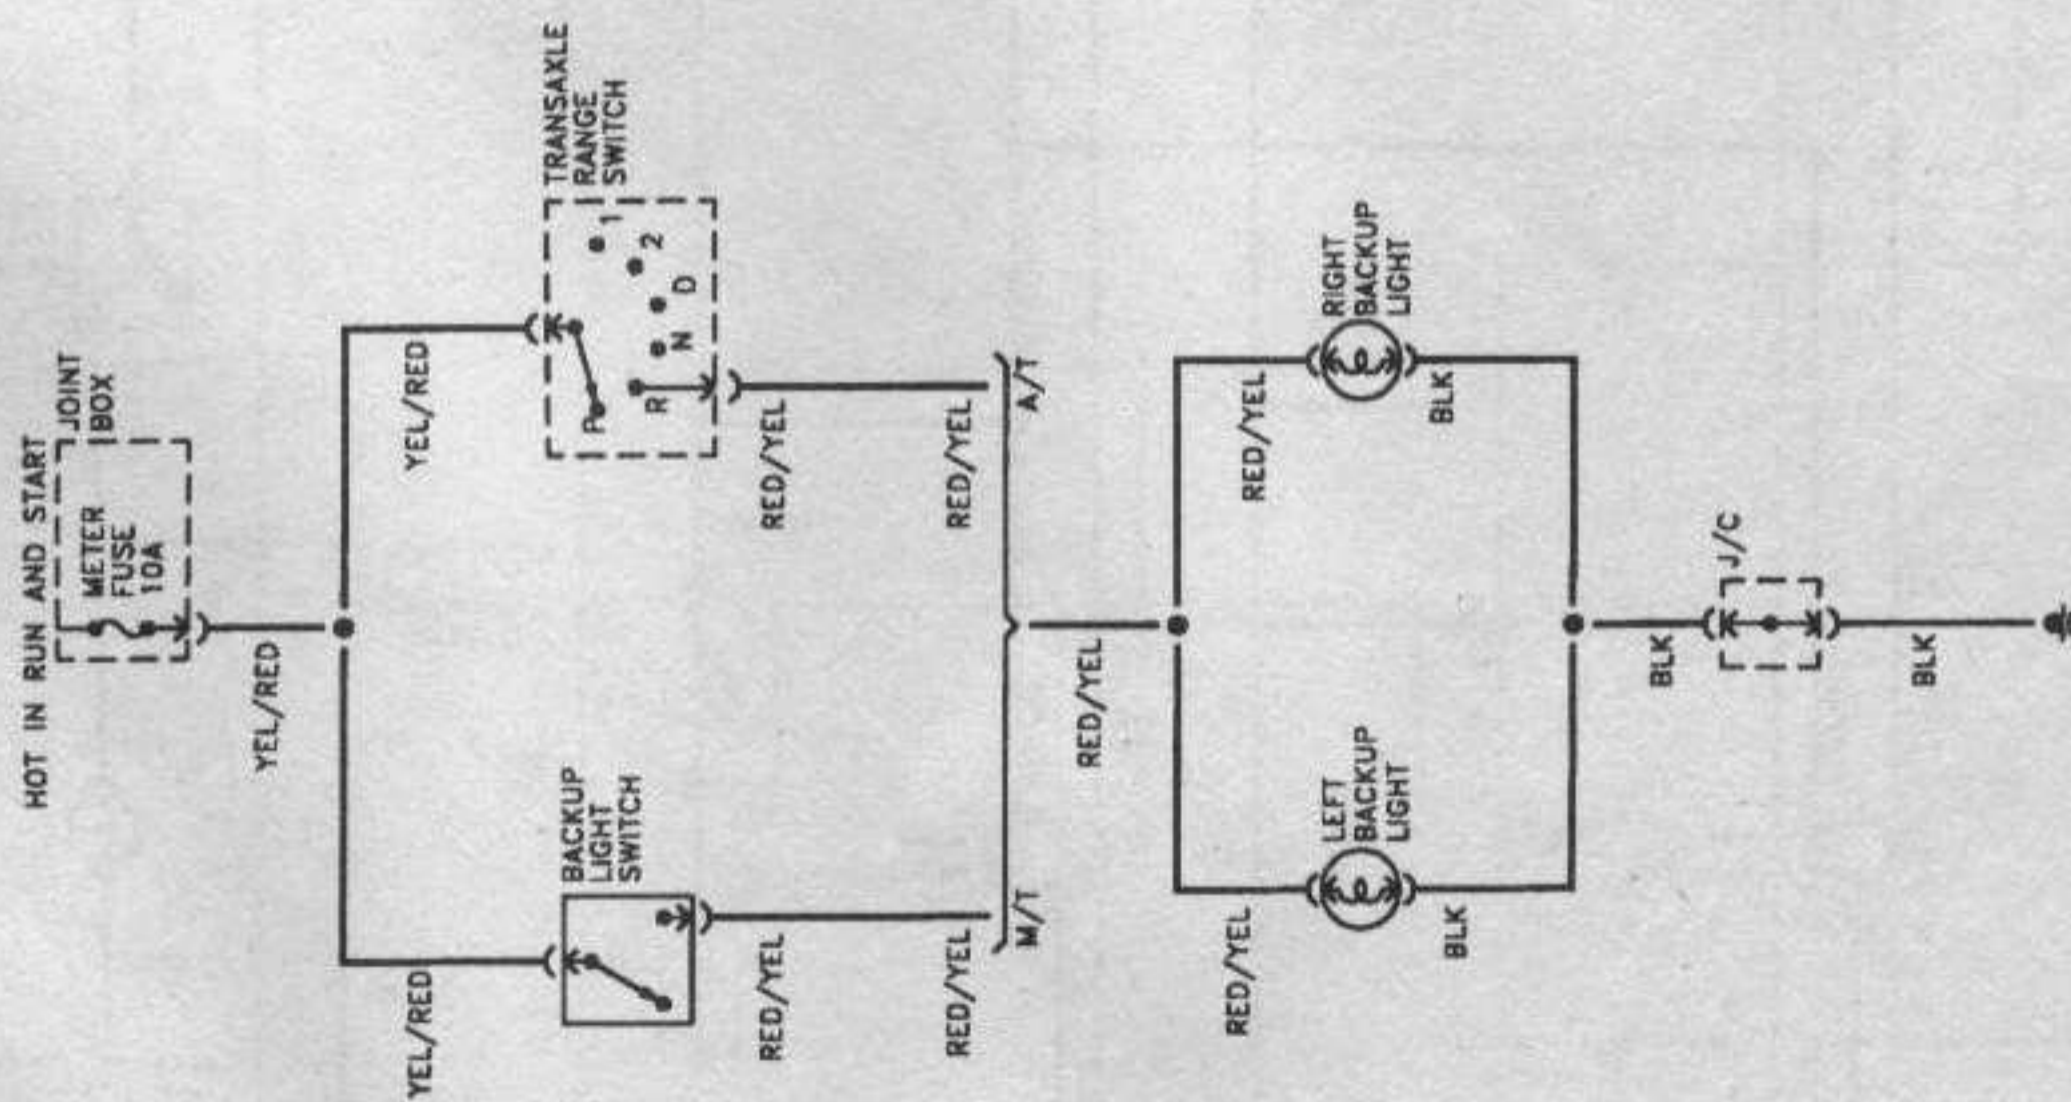 HOT IN RUN AND START
JOINT
BOX
METER
FUSE
10A
YEL/RED
YEL/RED
YEL/RED
BACKUP
LIGHT
SWITCH
TRANSAXLE
RANGE
SWITCH
P
R
N
D
2
1
RED/YEL
RED/YEL
RED/YEL
RED/YEL
M/T
A/T
RED/YEL
RED/YEL
RED/YEL
LEFT
BACKUP
LIGHT
RIGHT
BACKUP
LIGHT
BLK
BLK
BLK
J/C
BLK